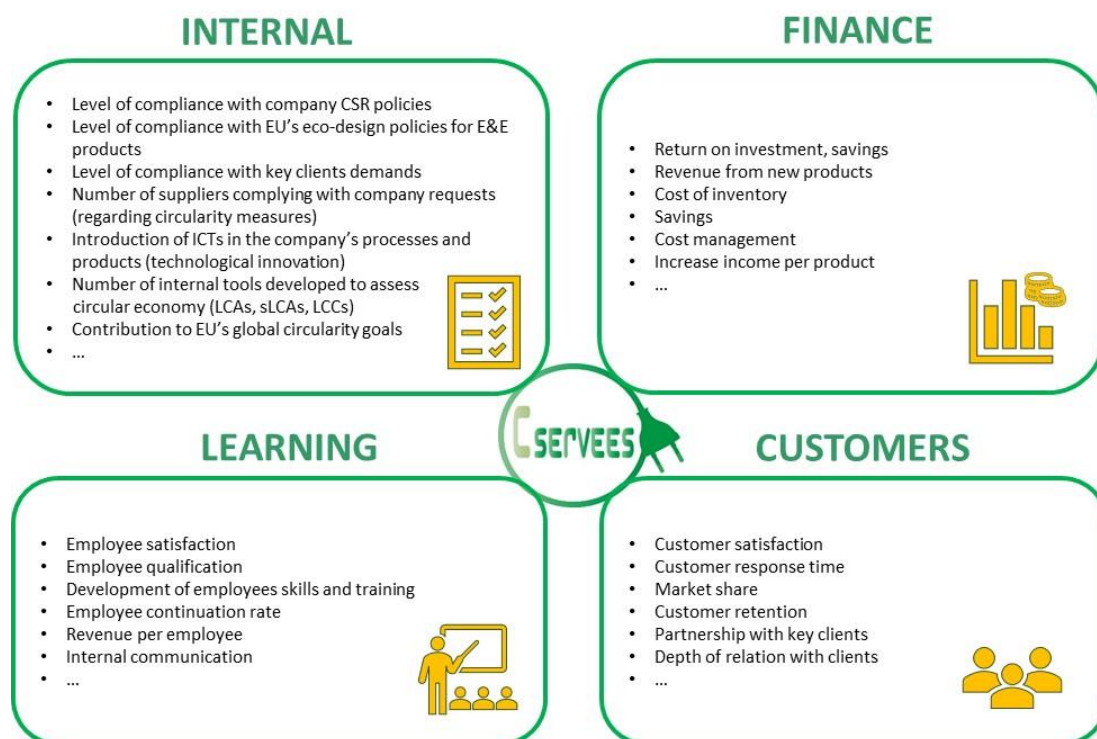 INTERNAL
• Level of compliance with company CSR policies
• Level of compliance with EU's eco-design policies for E&E
products
• Level of compliance with key clients demands
• Number of suppliers complying with company requests
(regarding circularity measures)
• Introduction of ICTs in the company's processes and
products (technological innovation)
• Number of internal tools developed to assess
circular economy (LCAs, sLCAs, LCCs)
• Contribution to EU's global circularity goals
• ...
FINANCE
• Return on investment, savings
• Revenue from new products
• Cost of inventory
• Savings
• Cost management
• Increase income per product
• ...
CSERVEES
LEARNING
• Employee satisfaction
• Employee qualification
• Development of employees skills and training
• Employee continuation rate
• Revenue per employee
• Internal communication
• ...
CUSTOMERS
• Customer satisfaction
• Customer response time
• Market share
• Customer retention
• Partnership with key clients
• Depth of relation with clients
• ...